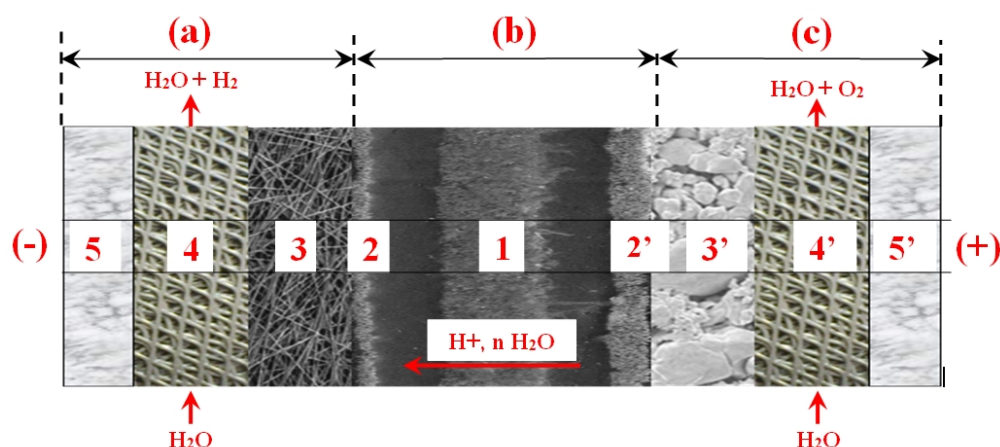 (a) (b) (c)
H2O + H2 H2O + O2
(-) 5 4 3 2 1 2' 3' 4' 5' (+)
H+, n H2O
H2O H2O